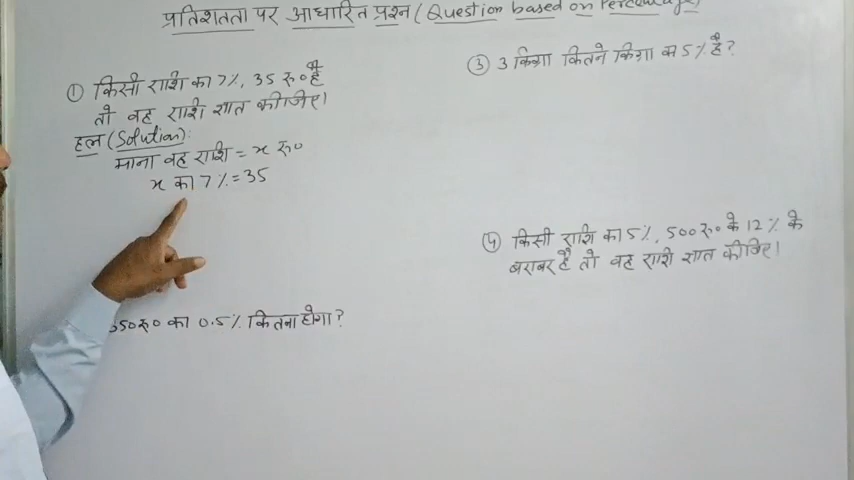 प्रतिशतता पर आधारित प्रश्न (Question based on Percentage)
① किसी राशि का 7%, 35 रु० है
तो वह राशि ज्ञात कीजिए।
हल (Solution):
माना वह राशि = x रु०
x का 7% = 35
350 रु० का 0.5% कितना होगा?
③ 3 किग्रा कितने किग्रा का 5% है?
④ किसी राशि का 5%, 500 रु० के 12% के
बराबर है तो वह राशि ज्ञात कीजिए।